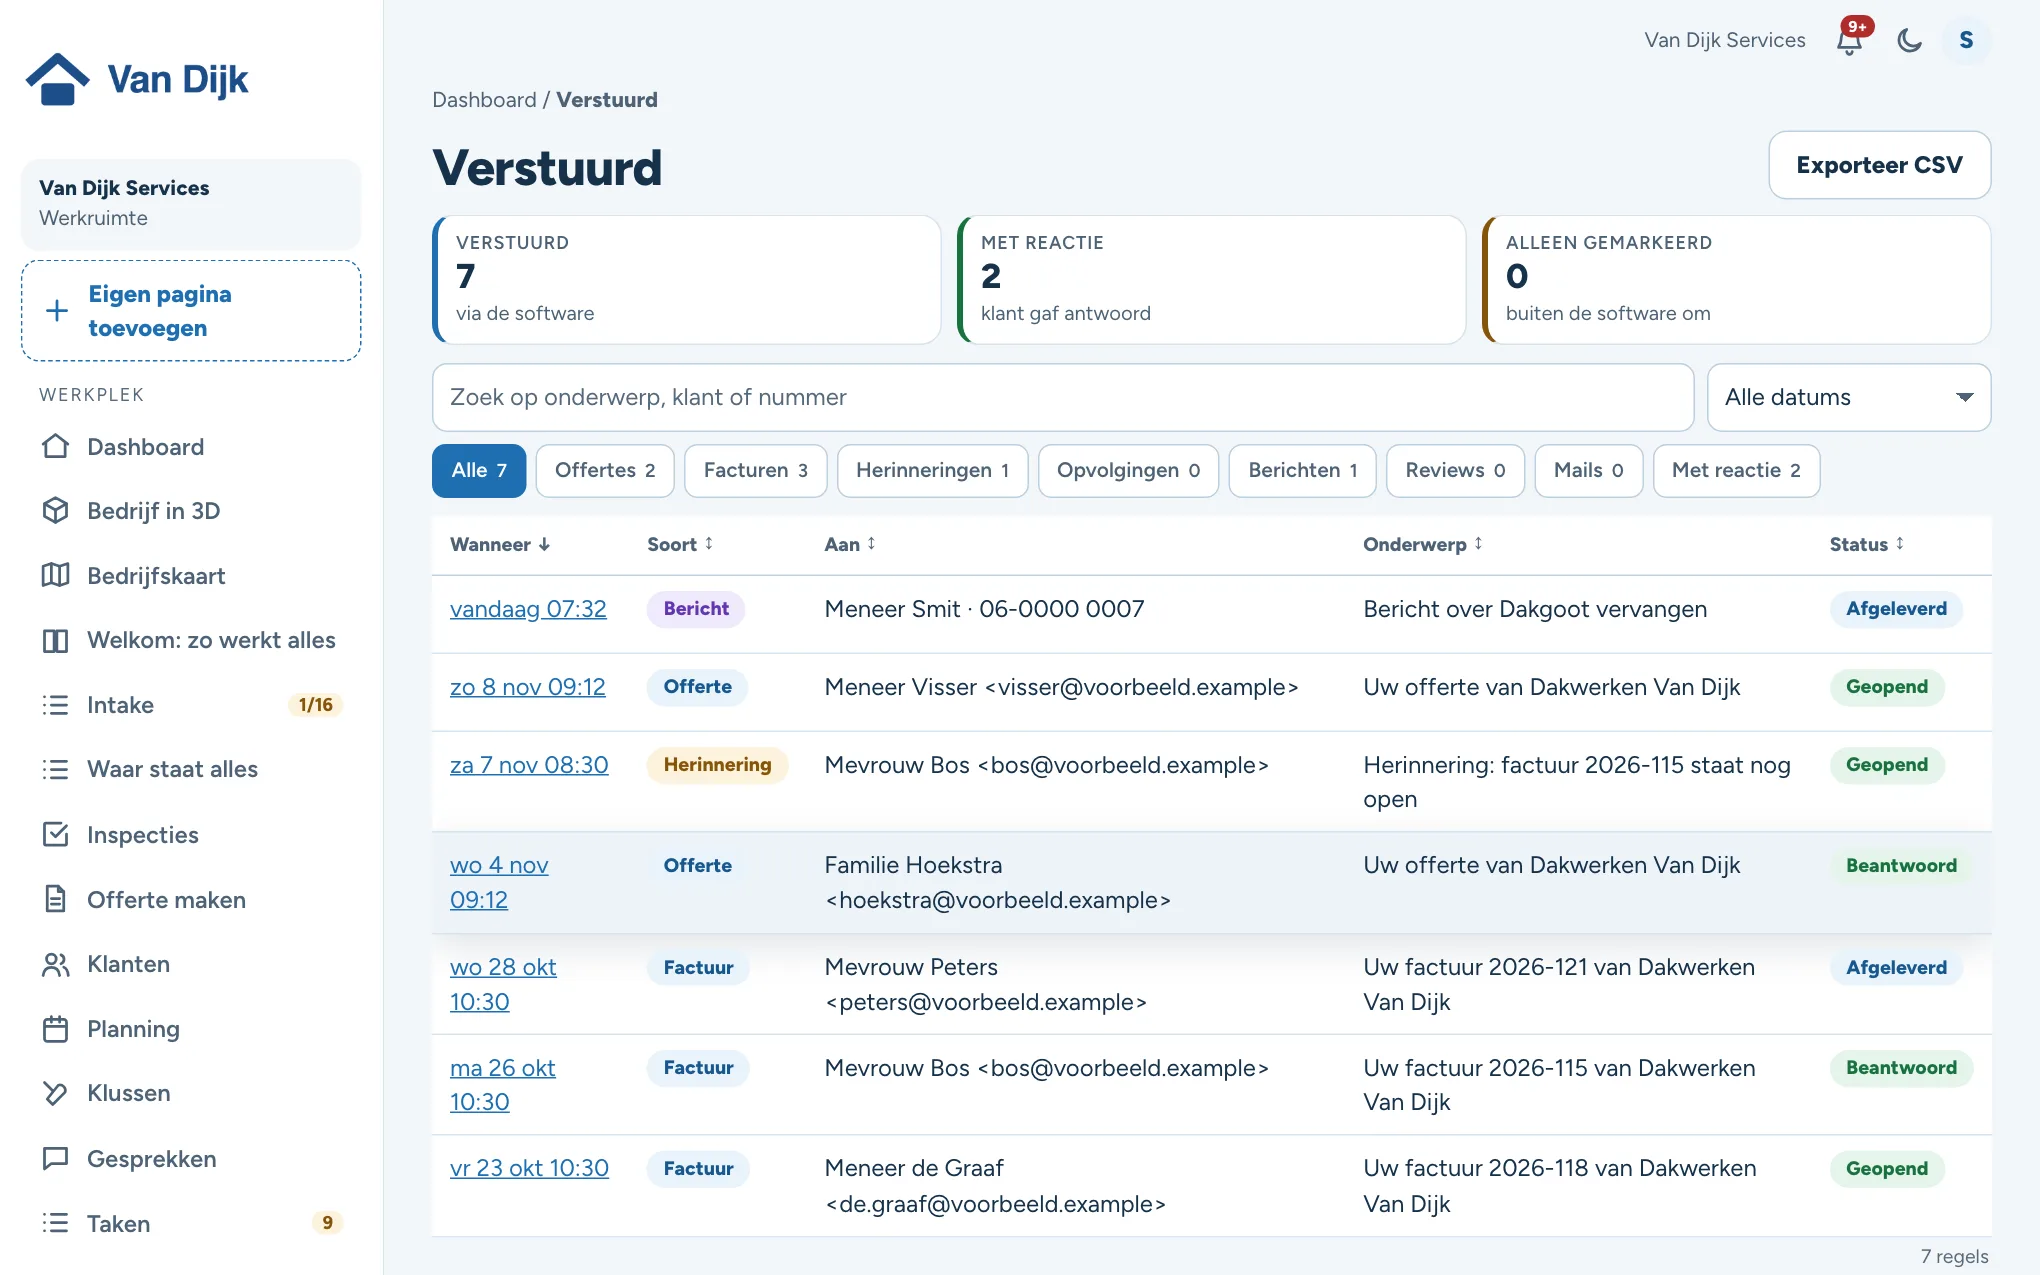 Van Dijk
Van Dijk Services
Werkruimte
Eigen pagina
toevoegen
WERKPLEK
Dashboard
Bedrijf in 3D
Bedrijfskaart
Welkom: zo werkt alles
Intake 1/16
Waar staat alles
Inspecties
Offerte maken
Klanten
Planning
Klussen
Gesprekken
Taken 9
Van Dijk Services 9+ S
Dashboard / Verstuurd
Verstuurd
Exporteer CSV
VERSTUURD
7
via de software
MET REACTIE
2
klant gaf antwoord
ALLEEN GEMARKEERD
0
buiten de software om
Zoek op onderwerp, klant of nummer
Alle datums
Alle 7 Offertes 2 Facturen 3 Herinneringen 1 Opvolgingen 0 Berichten 1 Reviews 0 Mails 0 Met reactie 2
Wanneer ↓ Soort ↕ Aan ↕ Onderwerp ↕ Status ↕
vandaag 07:32 Bericht Meneer Smit · 06-0000 0007 Bericht over Dakgoot vervangen Afgeleverd
zo 8 nov 09:12 Offerte Meneer Visser <visser@voorbeeld.example> Uw offerte van Dakwerken Van Dijk Geopend
za 7 nov 08:30 Herinnering Mevrouw Bos <bos@voorbeeld.example> Herinnering: factuur 2026-115 staat nog Geopend
open
wo 4 nov Offerte Familie Hoekstra Uw offerte van Dakwerken Van Dijk Beantwoord
09:12 <hoekstra@voorbeeld.example>
wo 28 okt Factuur Mevrouw Peters Uw factuur 2026-121 van Dakwerken Afgeleverd
10:30 <peters@voorbeeld.example> Van Dijk
ma 26 okt Factuur Mevrouw Bos <bos@voorbeeld.example> Uw factuur 2026-115 van Dakwerken Beantwoord
10:30 Van Dijk
vr 23 okt 10:30 Factuur Meneer de Graaf Uw factuur 2026-118 van Dakwerken Geopend
<de.graaf@voorbeeld.example> Van Dijk
7 regels